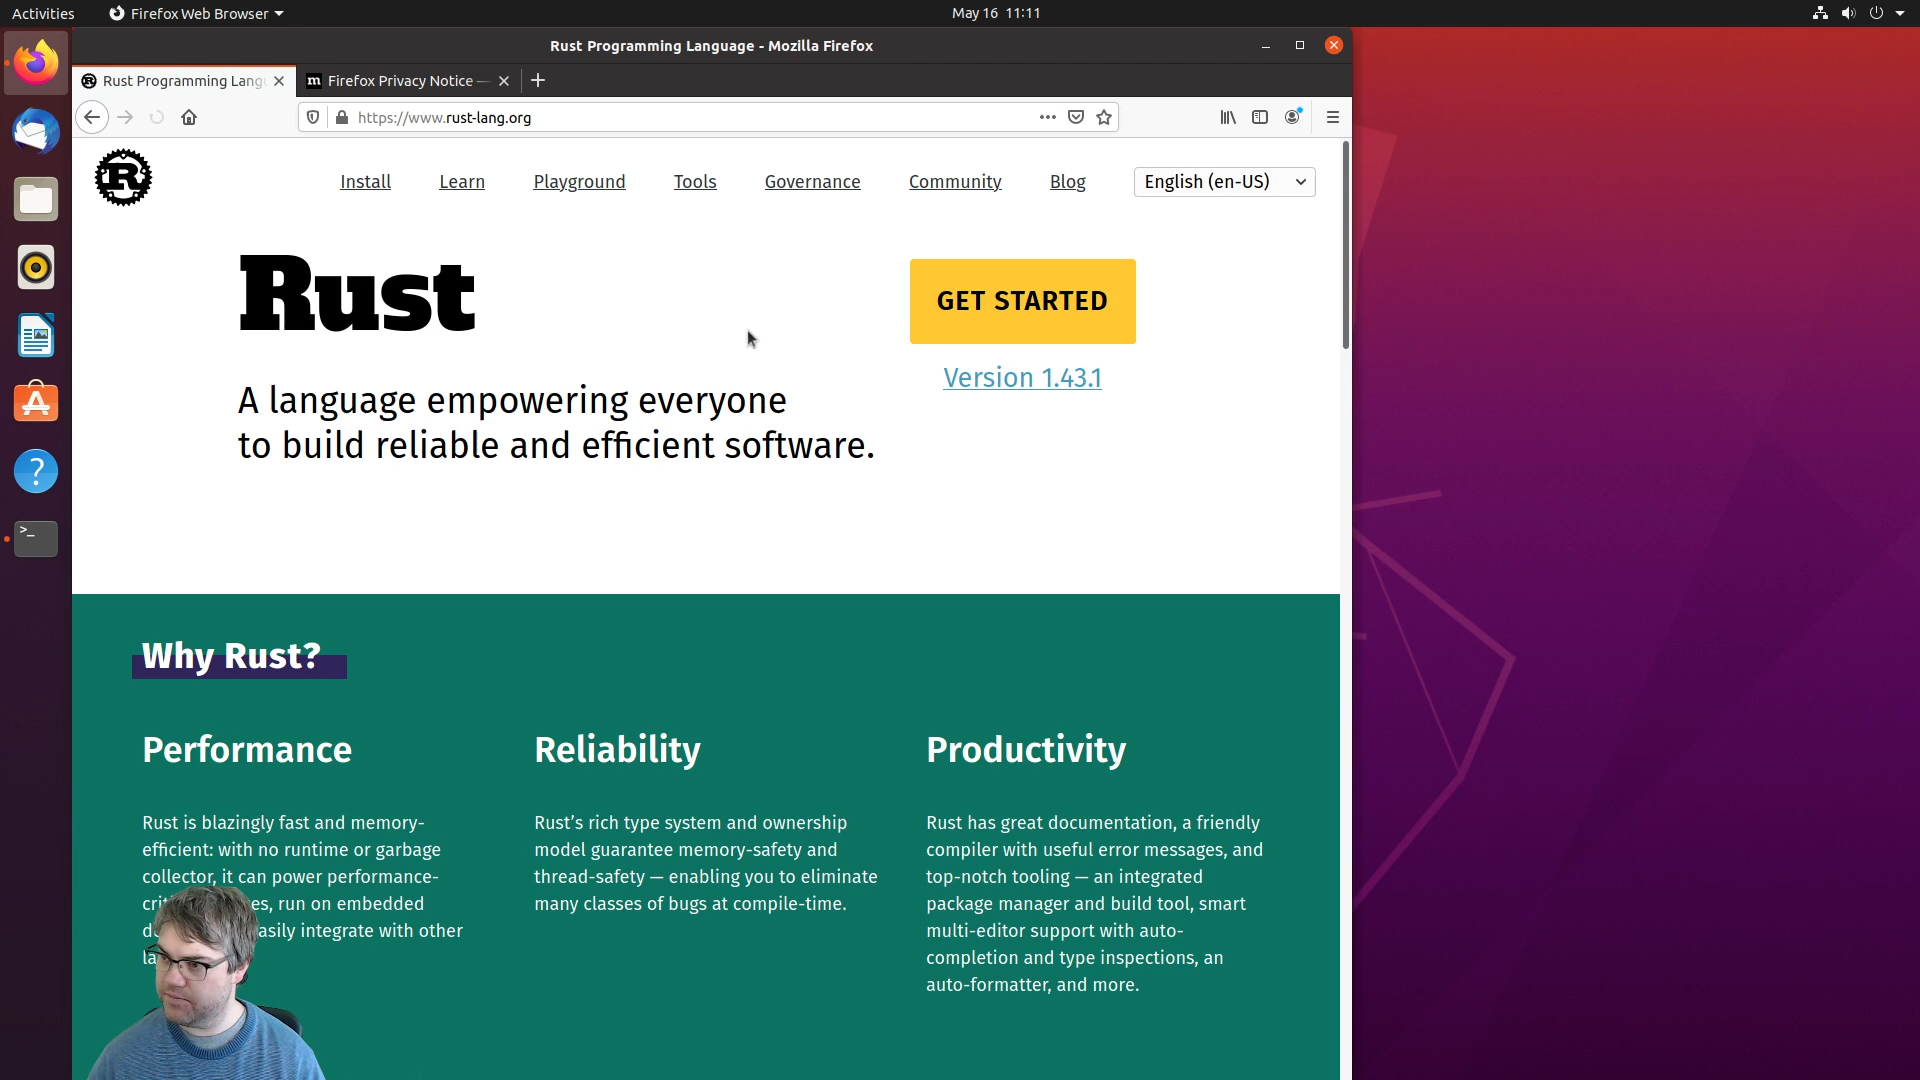 Activities
Firefox Web Browser
May 16 11:11
Rust Programming Language - Mozilla Firefox
Rust Programming Lang
Firefox Privacy Notice —
https://www.rust-lang.org
Install
Learn
Playground
Tools
Governance
Community
Blog
English (en-US)
Rust
GET STARTED
Version 1.43.1
A language empowering everyone
to build reliable and efficient software.
Why Rust?
Performance
Rust is blazingly fast and memory-
efficient: with no runtime or garbage
collector, it can power performance-
run on embedded
easily integrate with other
Reliability
Rust’s rich type system and ownership
model guarantee memory-safety and
thread-safety — enabling you to eliminate
many classes of bugs at compile-time.
Productivity
Rust has great documentation, a friendly
compiler with useful error messages, and
top-notch tooling — an integrated
package manager and build tool, smart
multi-editor support with auto-
completion and type inspections, an
auto-formatter, and more.